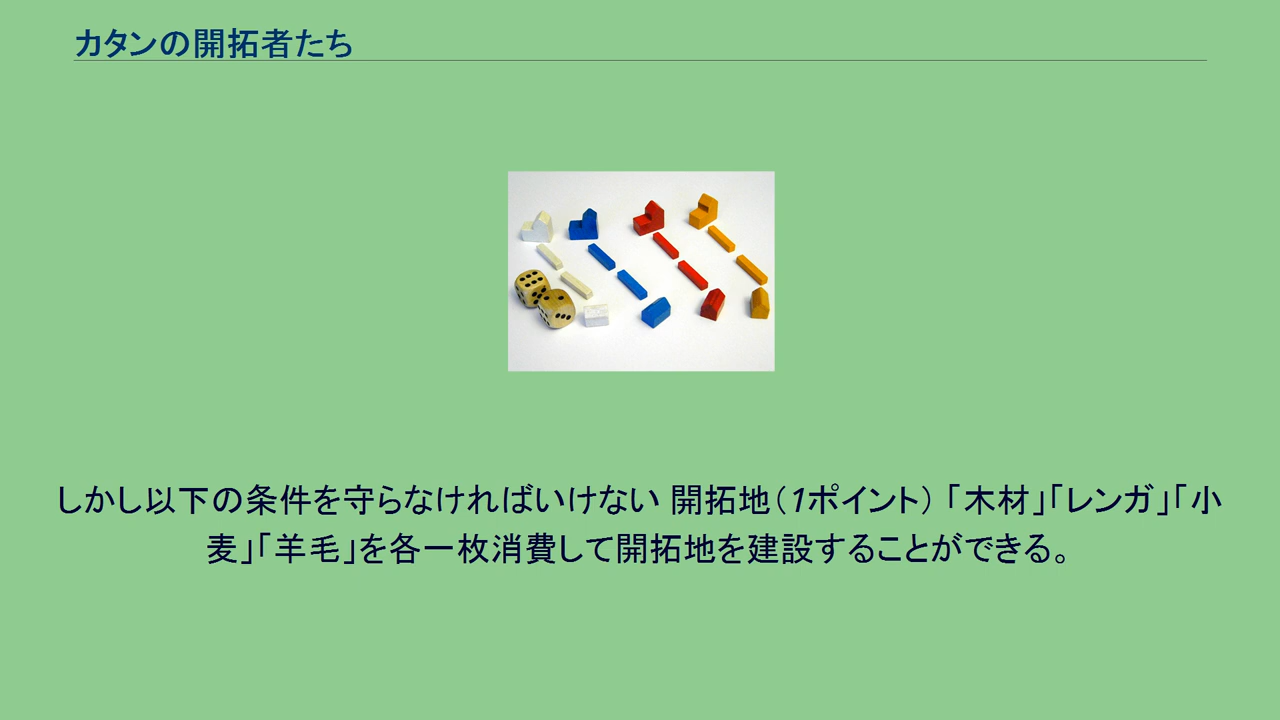 カタンの開拓者たち
しかし以下の条件を守らなければいけない 開拓地（1ポイント）「木材」「レンガ」「小
麦」「羊毛」を各一枚消費して開拓地を建設することができる。